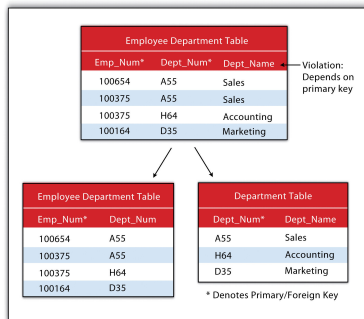 Employee Department Table
Emp_Num* Dept_Num* Dept_Name
100654 A55 Sales
100375 A55 Sales
100375 H64 Accounting
100164 D35 Marketing
Violation:
Depends on
primary key
Employee Department Table
Emp_Num* Dept_Num
100654 A55
100375 A55
100375 H64
100164 D35
Department Table
Dept_Num* Dept_Name
A55 Sales
H64 Accounting
D35 Marketing
* Denotes Primary/Foreign Key